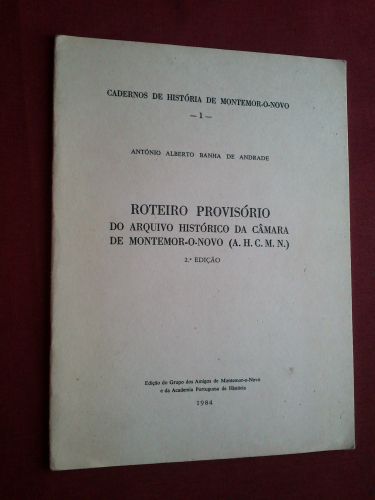 CADERNOS DE HISTÓRIA DE MONTEMOR-O-NOVO
— 1 —
ANTÓNIO ALBERTO BANHA DE ANDRADE
ROTEIRO PROVISÓRIO
DO ARQUIVO HISTÓRICO DA CÂMARA
DE MONTEMOR-O-NOVO (A. H. C. M. N.)
2.ª EDIÇÃO
Edição do Grupo dos Amigos de Montemor-o-Novo
e da Academia Portuguesa de História
1984